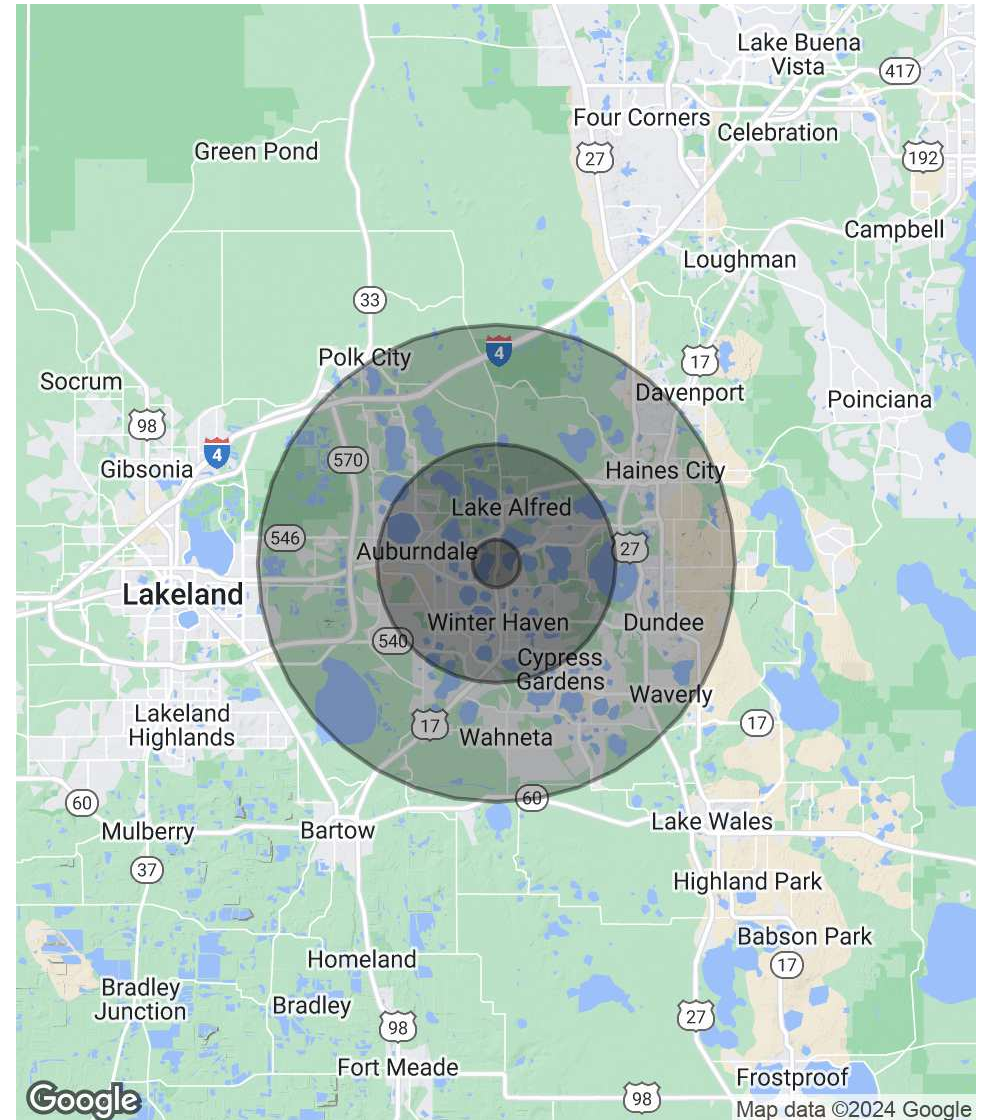 Lake Buena
Vista
417
Four Corners
Celebration
Green Pond
27
192
Campbell
Loughman
33
4
Polk City
17
Socrum
Davenport
Poinciana
98
4
570
Gibsonia
Haines City
Lake Alfred
546
Auburndale
27
Lakeland
Winter Haven
Dundee
540
Cypress
Gardens
Waverly
Lakeland
Highlands
17
17
Wahneta
60
60
Mulberry
Bartow
Lake Wales
37
Highland Park
Babson Park
Homeland
17
Bradley
Junction
Bradley
27
98
Fort Meade
Frostproof
98
Google
Map data ©2024 Google